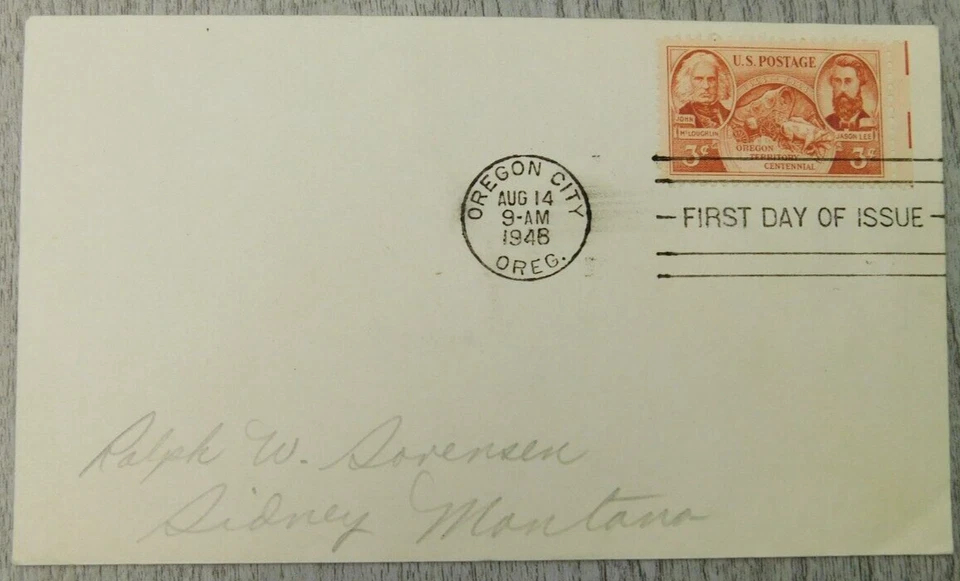 U.S. POSTAGE
JOHN
McLOUGHLIN
JASON LEE
3¢
OREGON
TERRITORY
CENTENNIAL
3¢
OREGON CITY
AUG 14
9-AM
1948
OREG.
FIRST DAY OF ISSUE
Ralph W. Sorensen
Sidney Montana